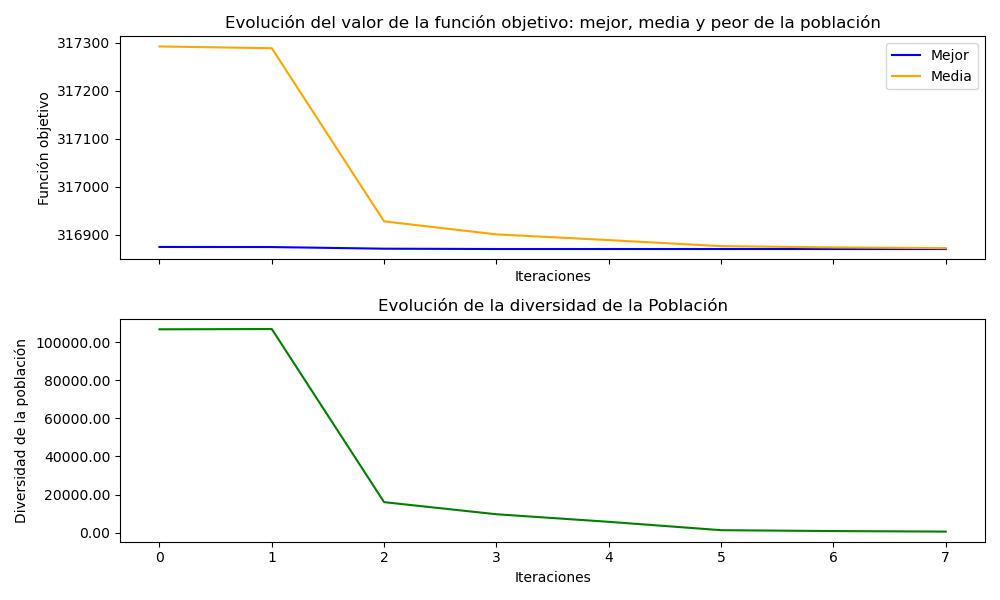 Evolución del valor de la función objetivo: mejor, media y peor de la población
317300
317200
317100
317000
316900
Función objetivo
Mejor
Media
Iteraciones
Evolución de la diversidad de la Población
100000.00
80000.00
60000.00
40000.00
20000.00
0.00
Diversidad de la población
0 1 2 3 4 5 6 7
Iteraciones